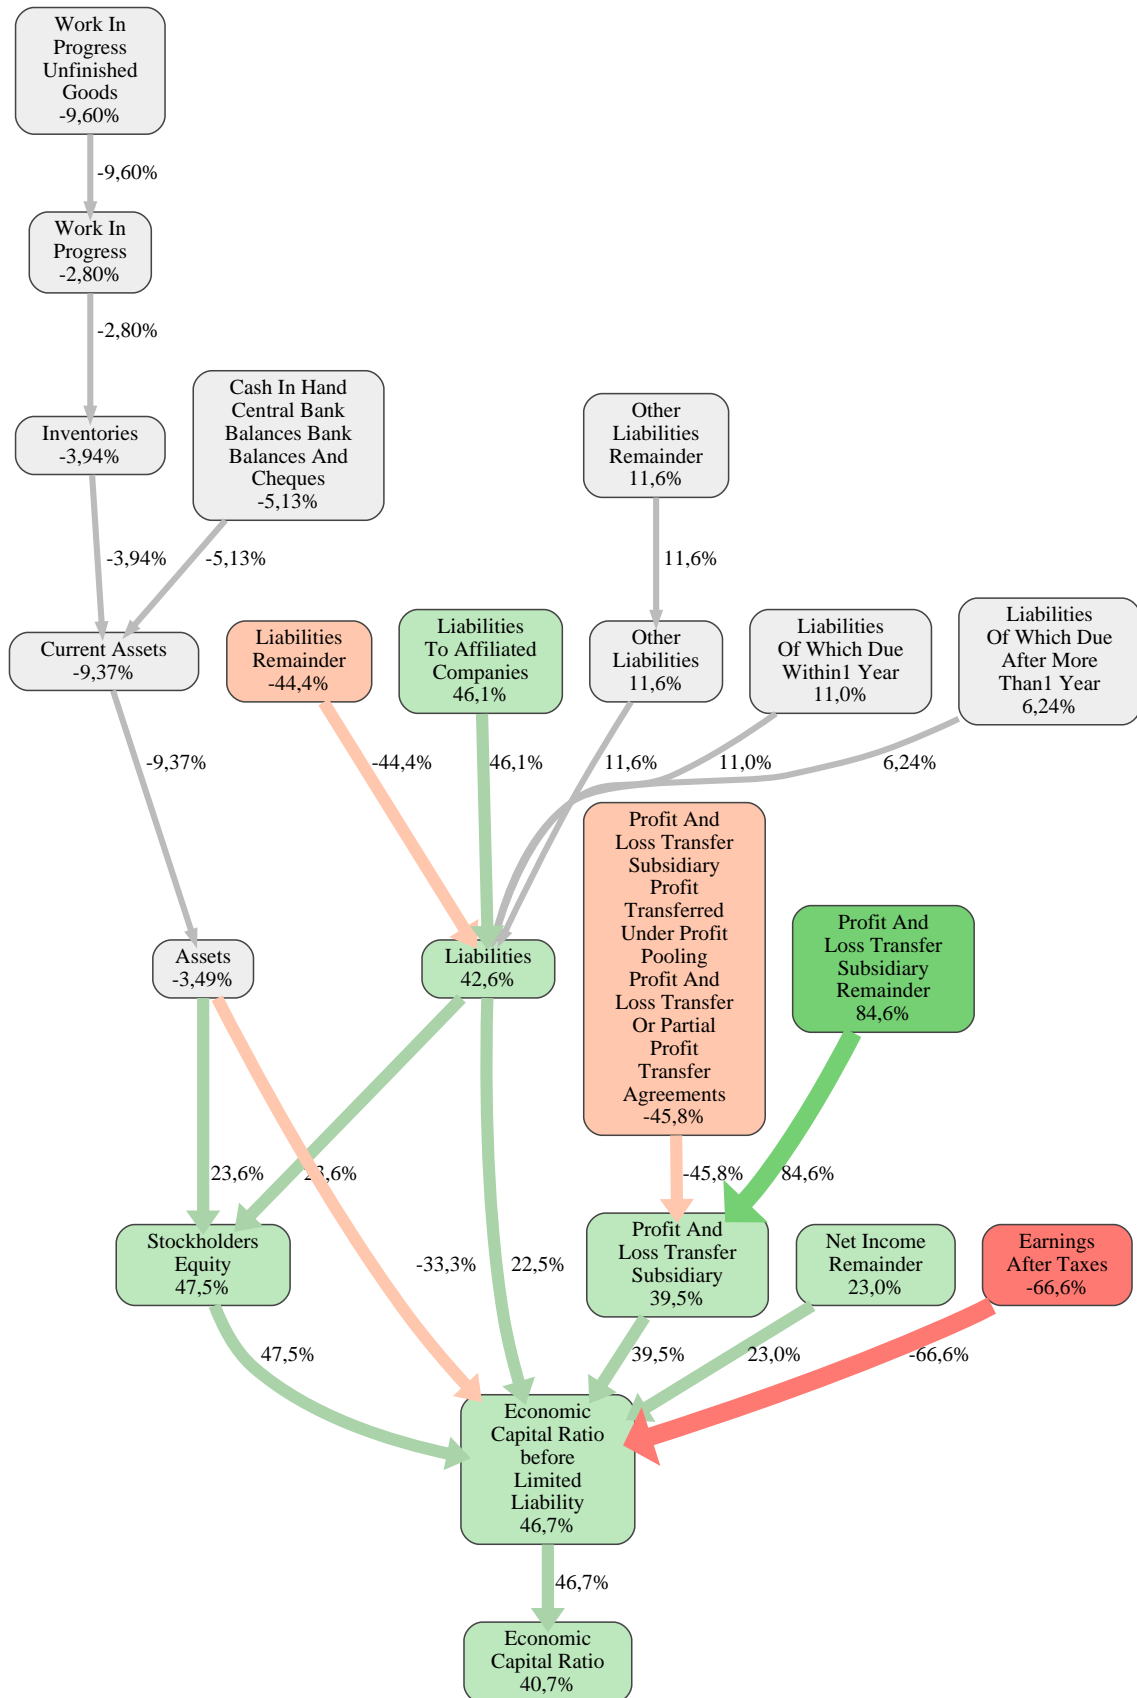 Work In
Progress
Unfinished
Goods
-9,60%
-9,60%
Work In
Progress
-2,80%
-2,80%
Cash In Hand
Central Bank
Balances Bank
Balances And
Cheques
-5,13%
Other
Liabilities
Remainder
11,6%
Inventories
-3,94%
-3,94%
-5,13%
11,6%
Current Assets
-9,37%
Liabilities
Remainder
-44,4%
Liabilities
To Affiliated
Companies
46,1%
Other
Liabilities
11,6%
Liabilities
Of Which Due
Within1 Year
11,0%
Liabilities
Of Which Due
After More
Than1 Year
6,24%
-9,37%
-44,4%
46,1%
11,6%
11,0%
6,24%
Profit And
Loss Transfer
Subsidiary
Profit
Transferred
Under Profit
Pooling
Profit And
Loss Transfer
Or Partial
Profit
Transfer
Agreements
-45,8%
Profit And
Loss Transfer
Subsidiary
Remainder
84,6%
Assets
-3,49%
Liabilities
42,6%
23,6%
23,6%
-45,8%
84,6%
Stockholders
Equity
47,5%
-33,3%
22,5%
Profit And
Loss Transfer
Subsidiary
39,5%
Net Income
Remainder
23,0%
Earnings
After Taxes
-66,6%
47,5%
39,5%
23,0%
-66,6%
Economic
Capital Ratio
before
Limited
Liability
46,7%
46,7%
Economic
Capital Ratio
40,7%